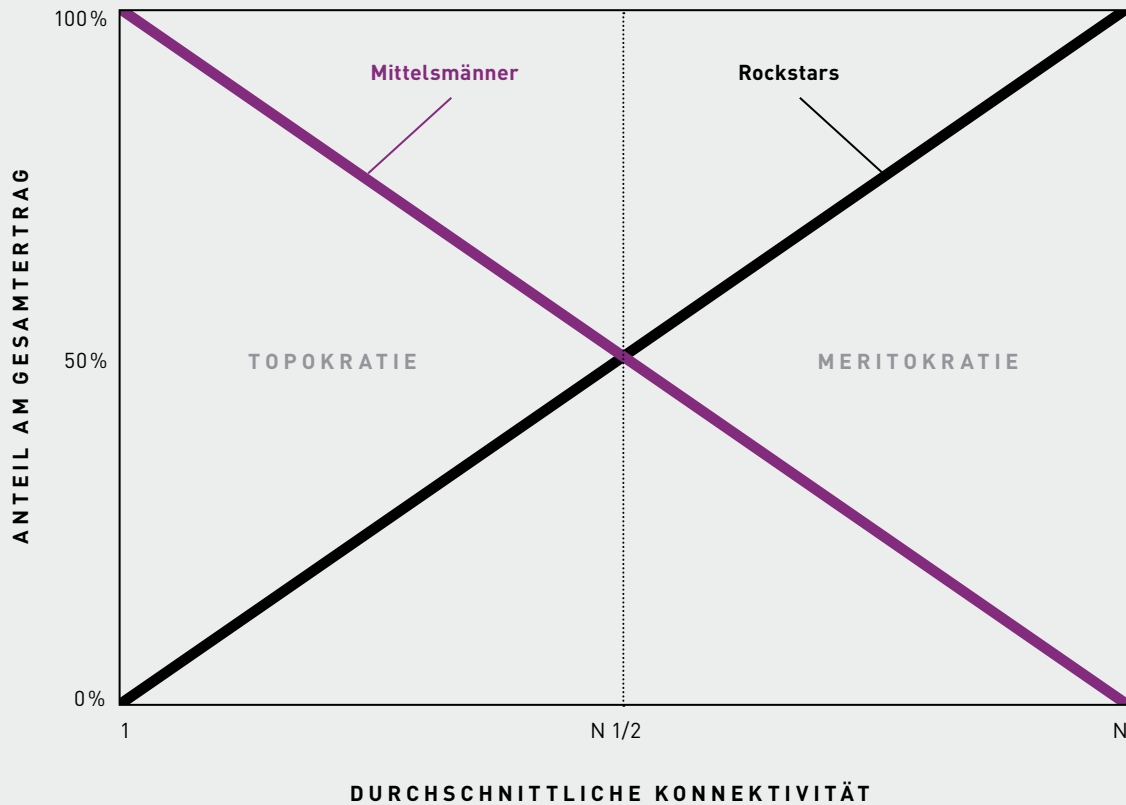 100 %
Mittelsmänner
Rockstars
ANTEIL AM GESAMTERTRAG
50 %
TOPOKRATIE
MERITOKRATIE
0 %
1
N 1/2
N
DURCHSCHNITTLICHE KONNEKTIVITÄT